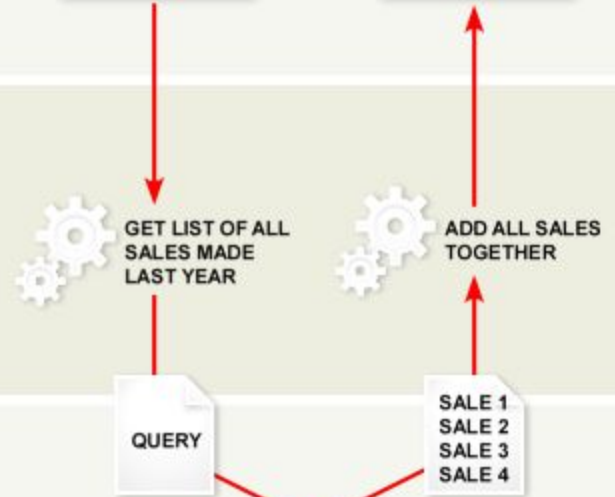 GET LIST OF ALL
SALES MADE
LAST YEAR
ADD ALL SALES
TOGETHER
QUERY
SALE 1
SALE 2
SALE 3
SALE 4